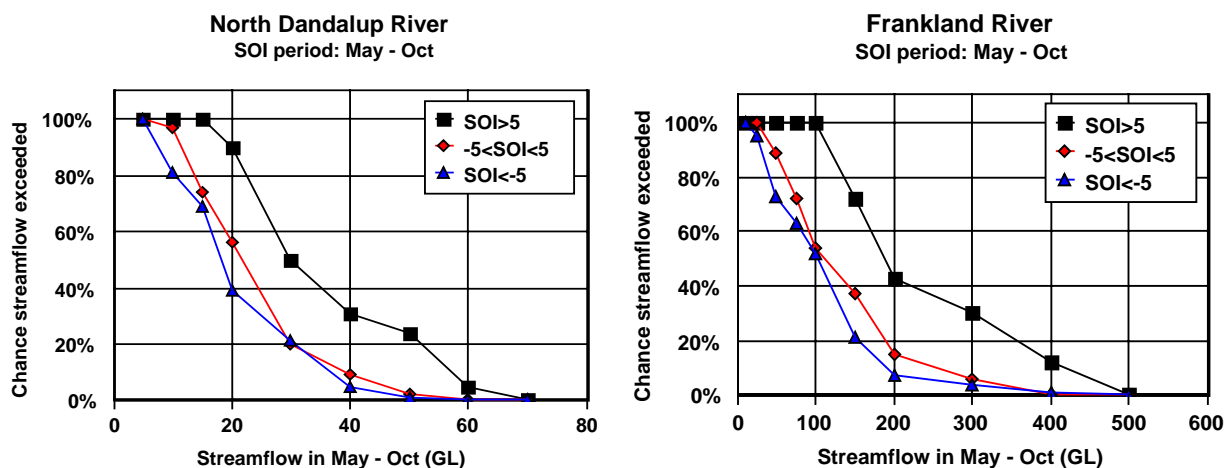 North Dandalup River
SOI period: May - Oct
Chance streamflow exceeded
100%
80%
60%
40%
20%
0%
SOI>5
-5<SOI<5
SOI<-5
0
20
40
60
80
Streamflow in May - Oct (GL)
Frankland River
SOI period: May - Oct
Chance streamflow exceeded
100%
80%
60%
40%
20%
0%
SOI>5
-5<SOI<5
SOI<-5
0
100
200
300
400
500
600
Streamflow in May - Oct (GL)